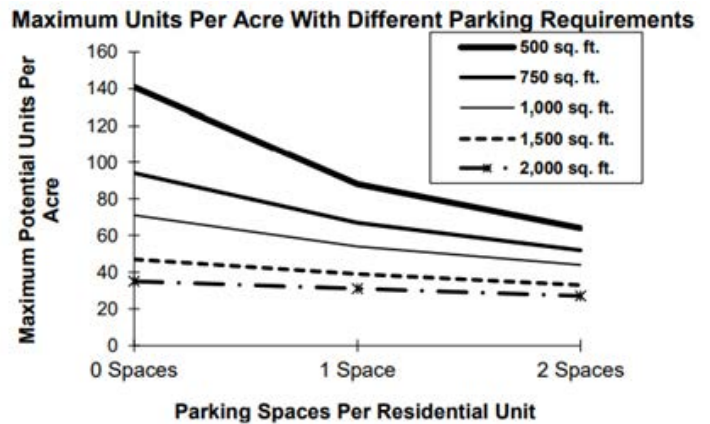 Maximum Units Per Acre With Different Parking Requirements
160
140
120
100
80
60
40
20
0
Maximum Potential Units Per
Acre
500 sq. ft.
750 sq. ft.
1,000 sq. ft.
1,500 sq. ft.
2,000 sq. ft.
0 Spaces
1 Space
2 Spaces
Parking Spaces Per Residential Unit